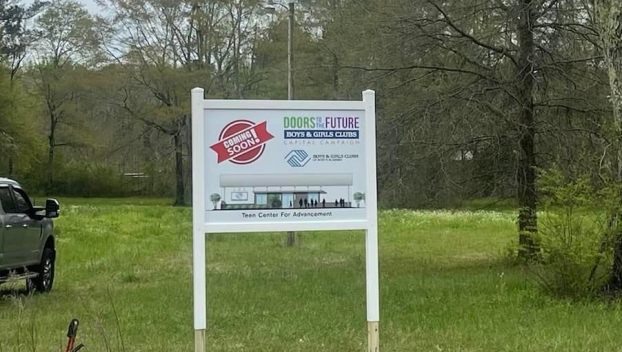 COMING
SOON!
DOORS TO THE FUTURE
BOYS & GIRLS CLUBS
CAPITAL CAMPAIGN
BOYS & GIRLS CLUBS
Teen Center For Advancement